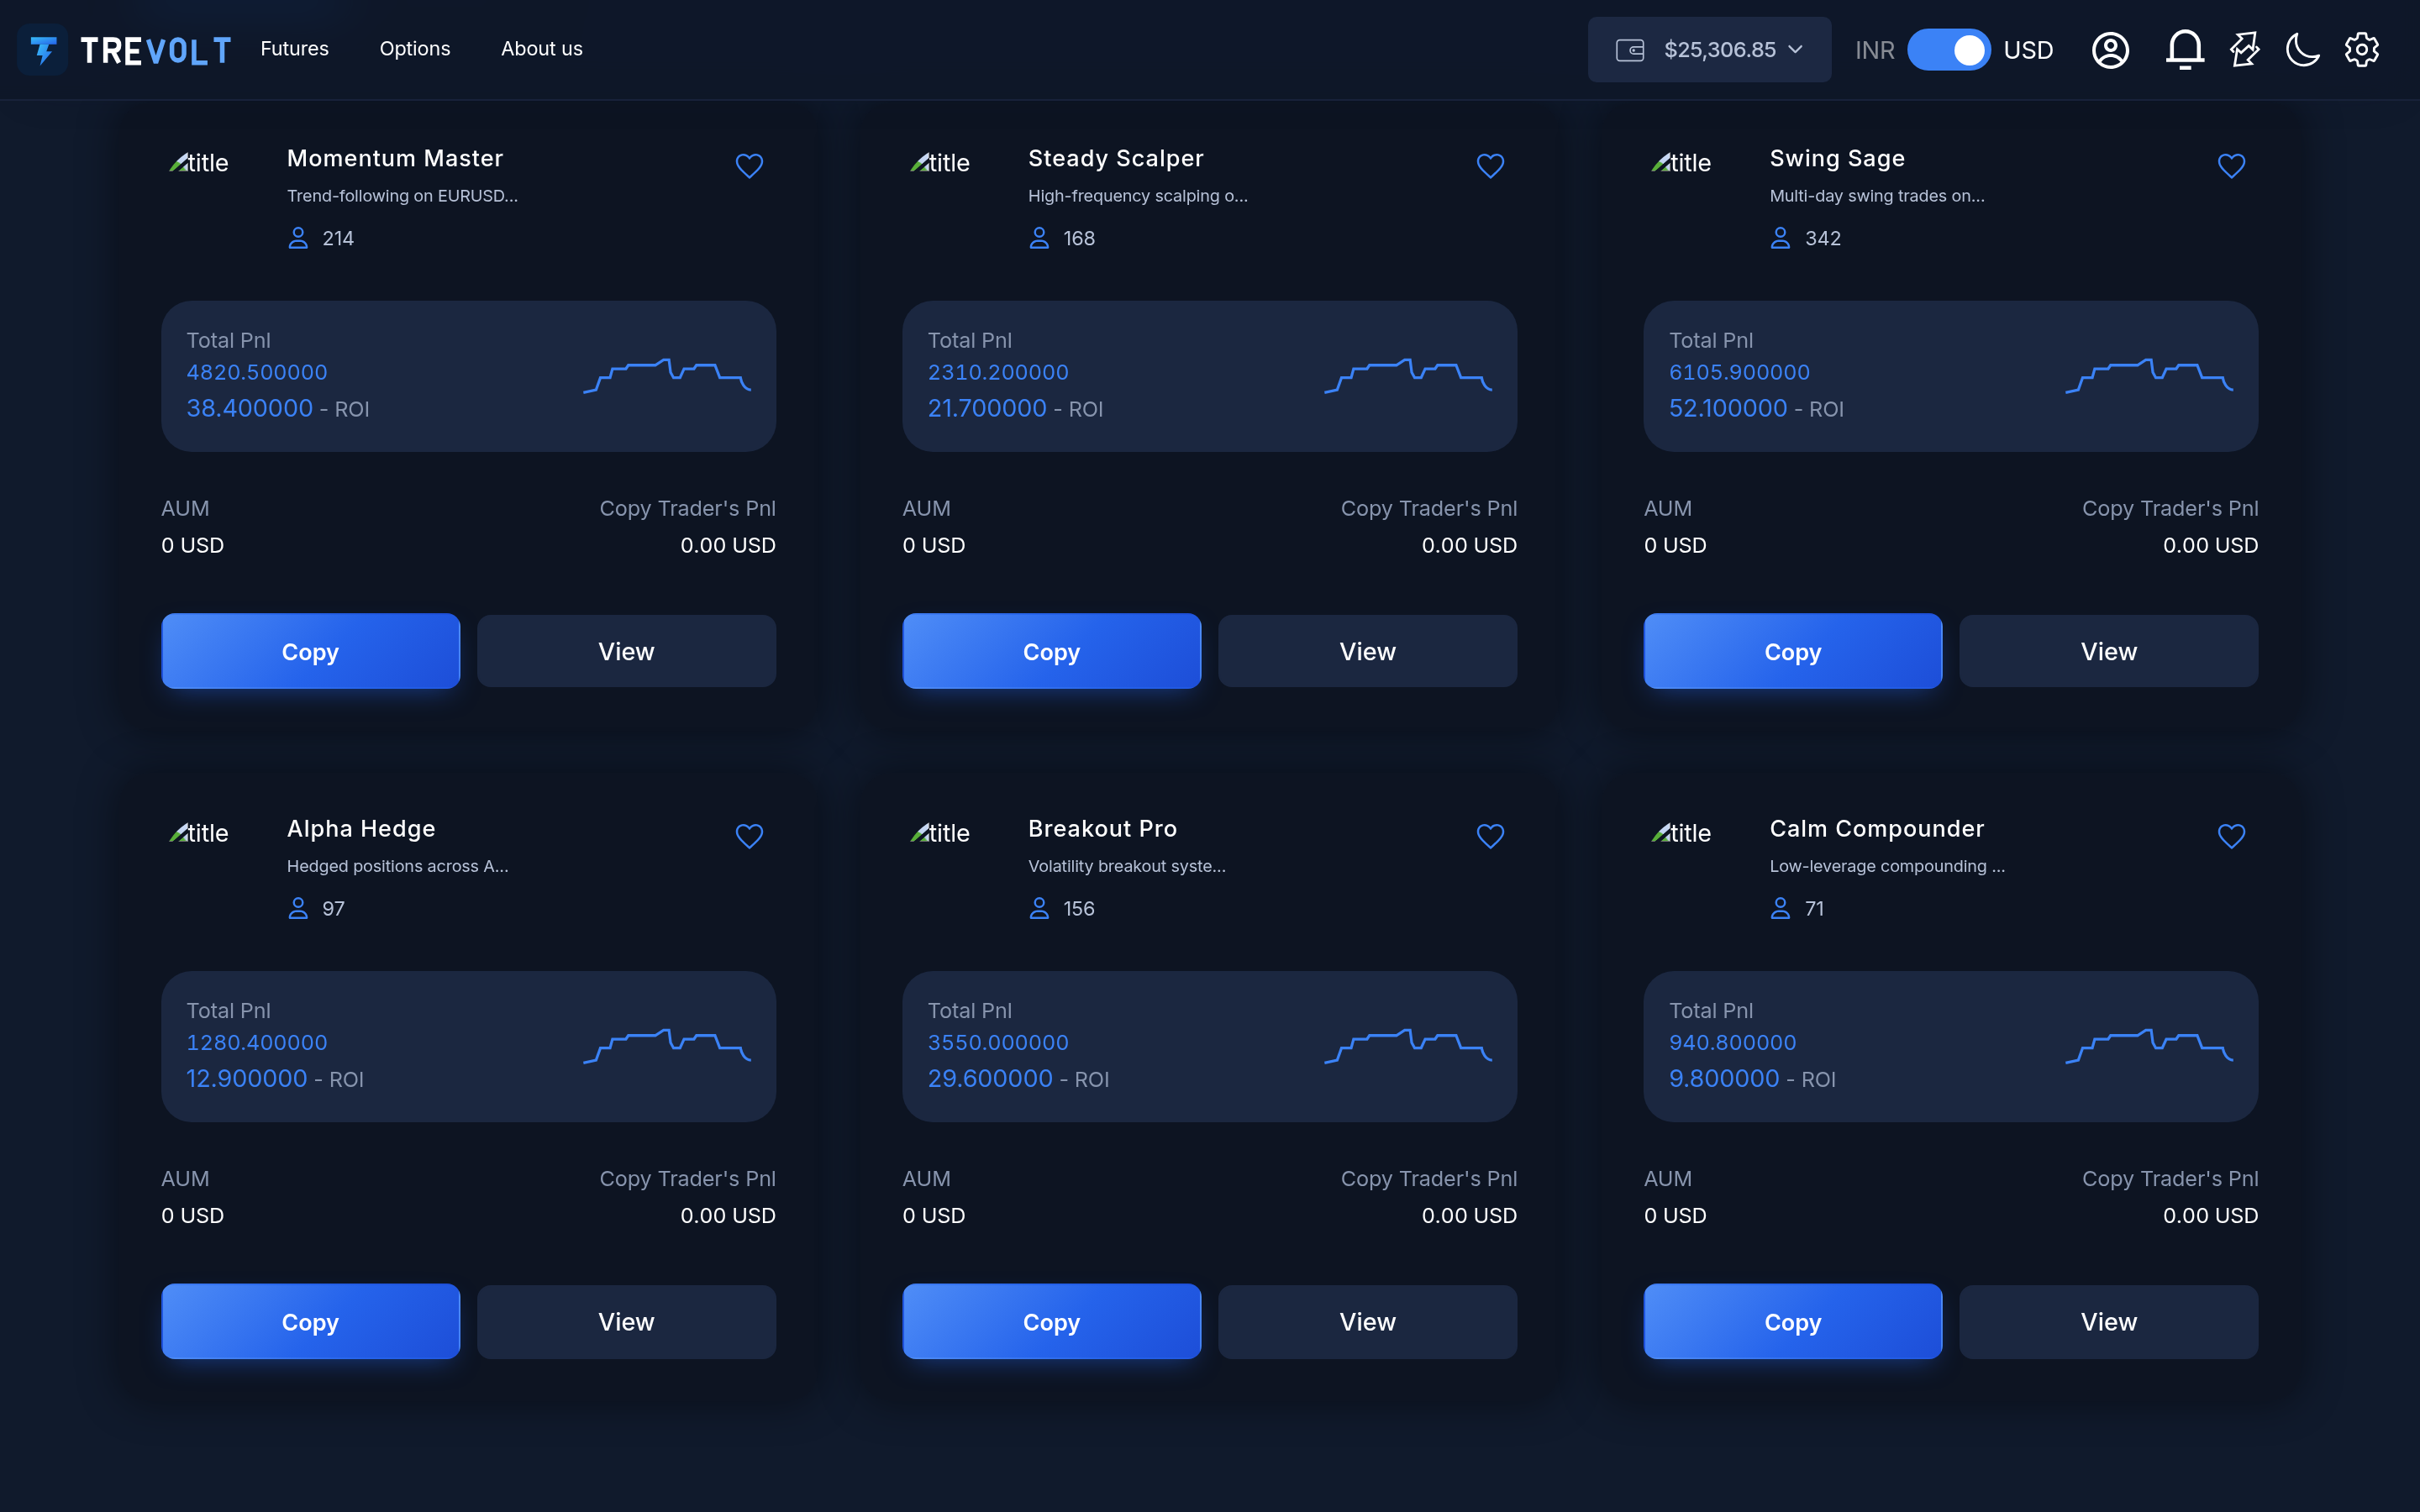 TREVOLT Futures Options About us $25,306.85 INR USD
title Momentum Master
Trend-following on EURUSD...
214
Total Pnl
4820.500000
38.400000 - ROI
AUM Copy Trader's Pnl
0 USD 0.00 USD
Copy View
title Steady Scalper
High-frequency scalping o...
168
Total Pnl
2310.200000
21.700000 - ROI
AUM Copy Trader's Pnl
0 USD 0.00 USD
Copy View
title Swing Sage
Multi-day swing trades on...
342
Total Pnl
6105.900000
52.100000 - ROI
AUM Copy Trader's Pnl
0 USD 0.00 USD
Copy View
title Alpha Hedge
Hedged positions across A...
97
Total Pnl
1280.400000
12.900000 - ROI
AUM Copy Trader's Pnl
0 USD 0.00 USD
Copy View
title Breakout Pro
Volatility breakout syste...
156
Total Pnl
3550.000000
29.600000 - ROI
AUM Copy Trader's Pnl
0 USD 0.00 USD
Copy View
title Calm Compounder
Low-leverage compounding ...
71
Total Pnl
940.800000
9.800000 - ROI
AUM Copy Trader's Pnl
0 USD 0.00 USD
Copy View